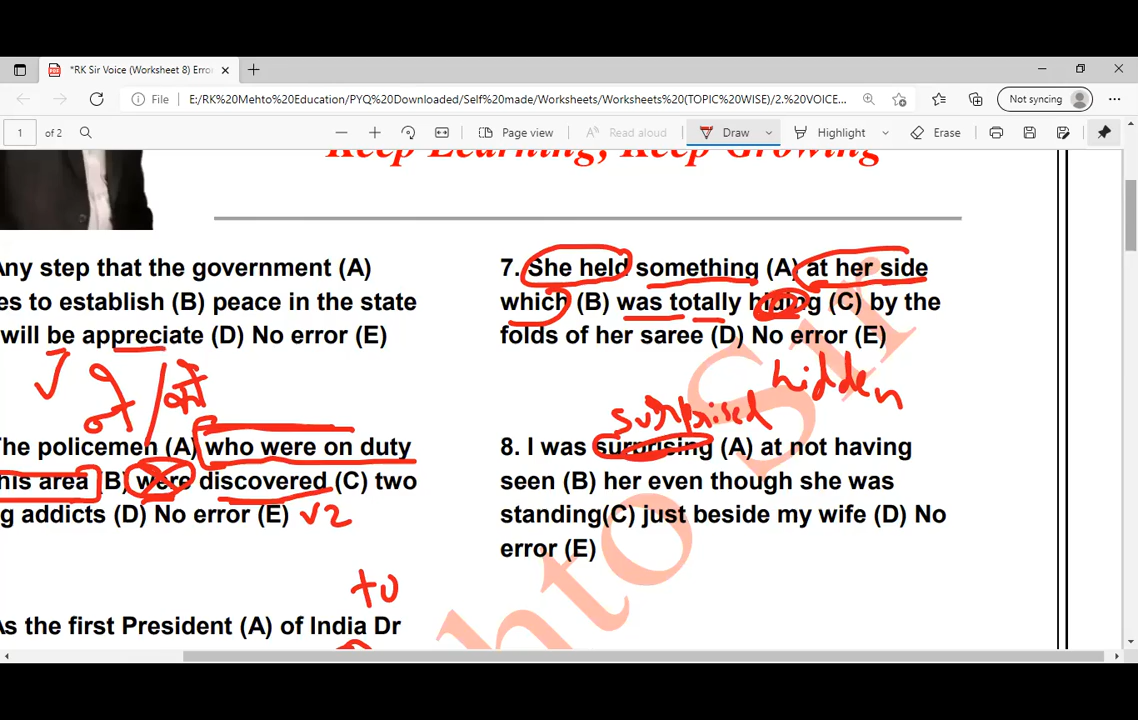 *RK Sir Voice (Worksheet 8) Erro
File
E:/RK%20Mehto%20Education/PYQ%20Downloaded/Self%20made/Worksheets/Worksheets%20(TOPIC%20WISE)/2.%20VOICE...
Not syncing
1 of 2
Page view
Read aloud
Draw
Highlight
Erase
Keep Learning, Keep Growing
Any step that the government (A)
es to establish (B) peace in the state
will be appreciate (D) No error (E)
The policemen (A) who were on duty
his area (B) were discovered (C) two
g addicts (D) No error (E)
v2
to
As the first President (A) of India Dr
7. She held something (A) at her side
which (B) was totally hiding (C) by the
folds of her saree (D) No error (E)
hidden
surprised
8. I was surprising (A) at not having
seen (B) her even though she was
standing(C) just beside my wife (D) No
error (E)
hto Sir